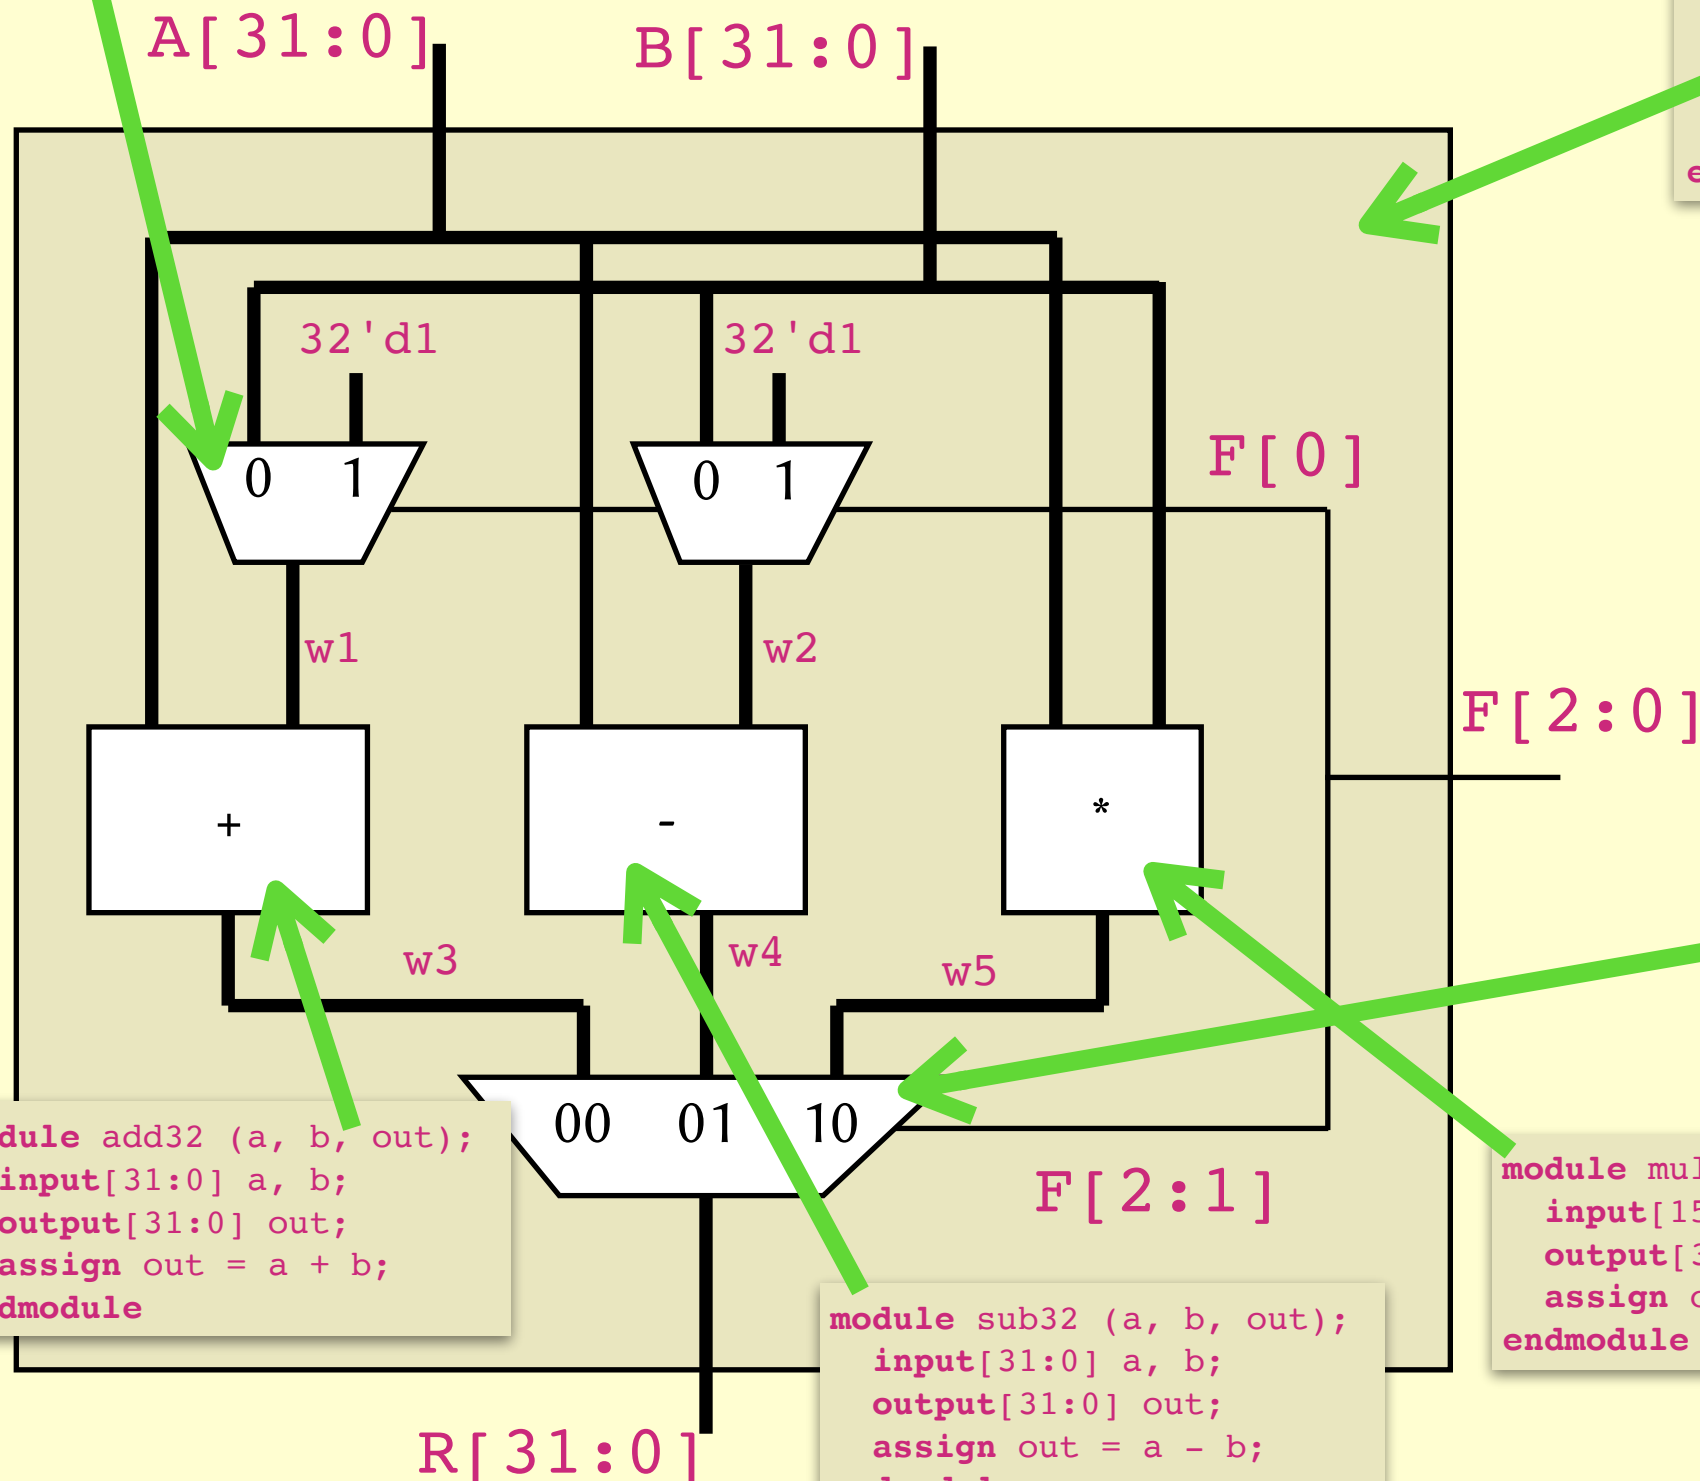 A[31:0]
B[31:0]
32'd1
32'd1
F[0]
0 1
0 1
w1
w2
F[2:0]
+
-
*
w3
w4
w5
00 01 10
F[2:1]
dule add32 (a, b, out);
input[31:0] a, b;
output[31:0] out;
assign out = a + b;
dmodule
module mul
input[15
output[3
assign
endmodule
module sub32 (a, b, out);
input[31:0] a, b;
output[31:0] out;
assign out = a - b;
R[31:0]